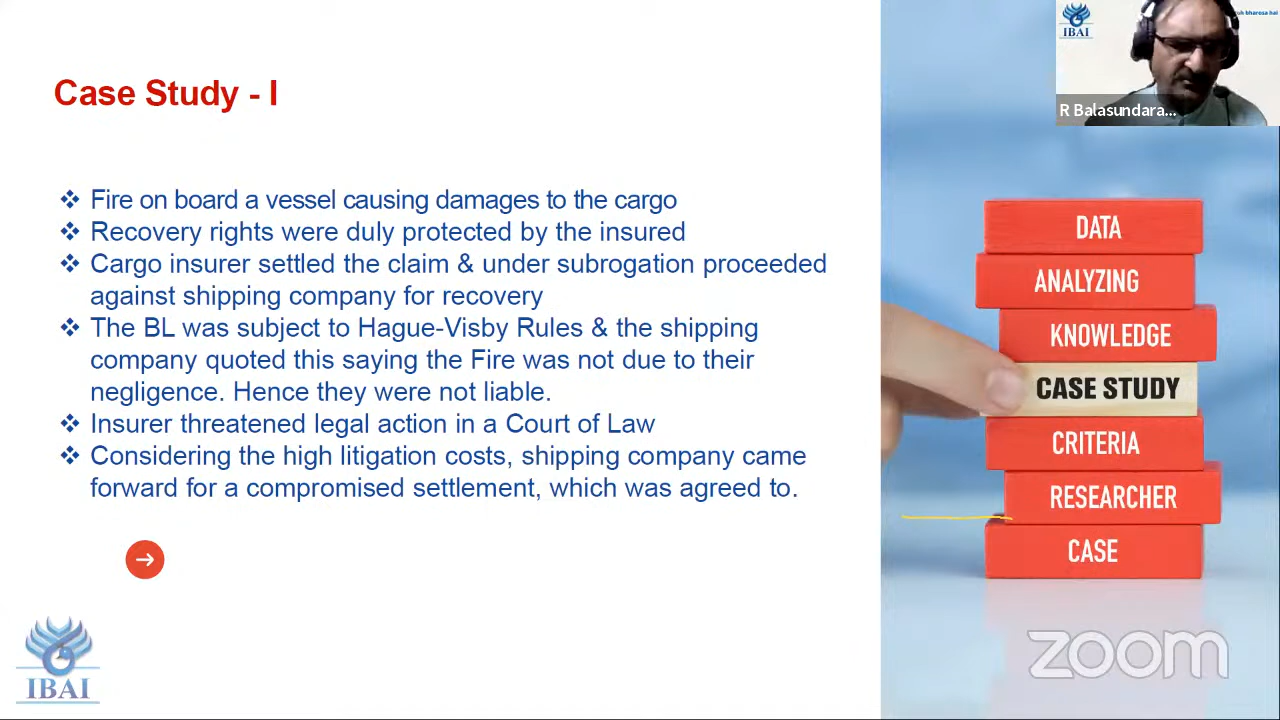 IBAI
uh bharosa hai
R Balasundara...
Case Study - I
❖ Fire on board a vessel causing damages to the cargo
❖ Recovery rights were duly protected by the insured
❖ Cargo insurer settled the claim & under subrogation proceeded
against shipping company for recovery
❖ The BL was subject to Hague-Visby Rules & the shipping
company quoted this saying the Fire was not due to their
negligence. Hence they were not liable.
❖ Insurer threatened legal action in a Court of Law
❖ Considering the high litigation costs, shipping company came
forward for a compromised settlement, which was agreed to.
DATA
ANALYZING
KNOWLEDGE
CASE STUDY
CRITERIA
RESEARCHER
CASE
IBAI
zoom